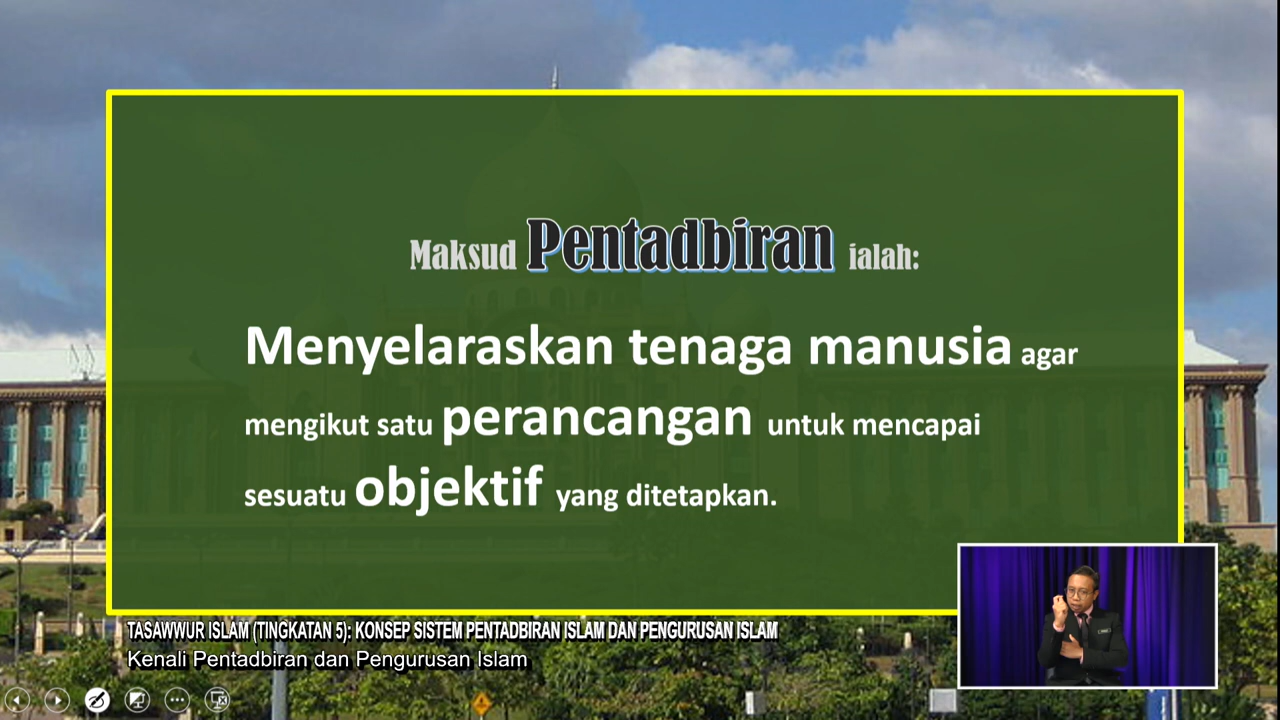 Maksud Pentadbiran ialah:
Menyelaraskan tenaga manusia agar
mengikut satu perancangan untuk mencapai
sesuatu objektif yang ditetapkan.
TASAWWUR ISLAM (TINGKATAN 5): KONSEP SISTEM PENTADBIRAN ISLAM DAN PENGURUSAN ISLAM
Kenali Pentadbiran dan Pengurusan Islam